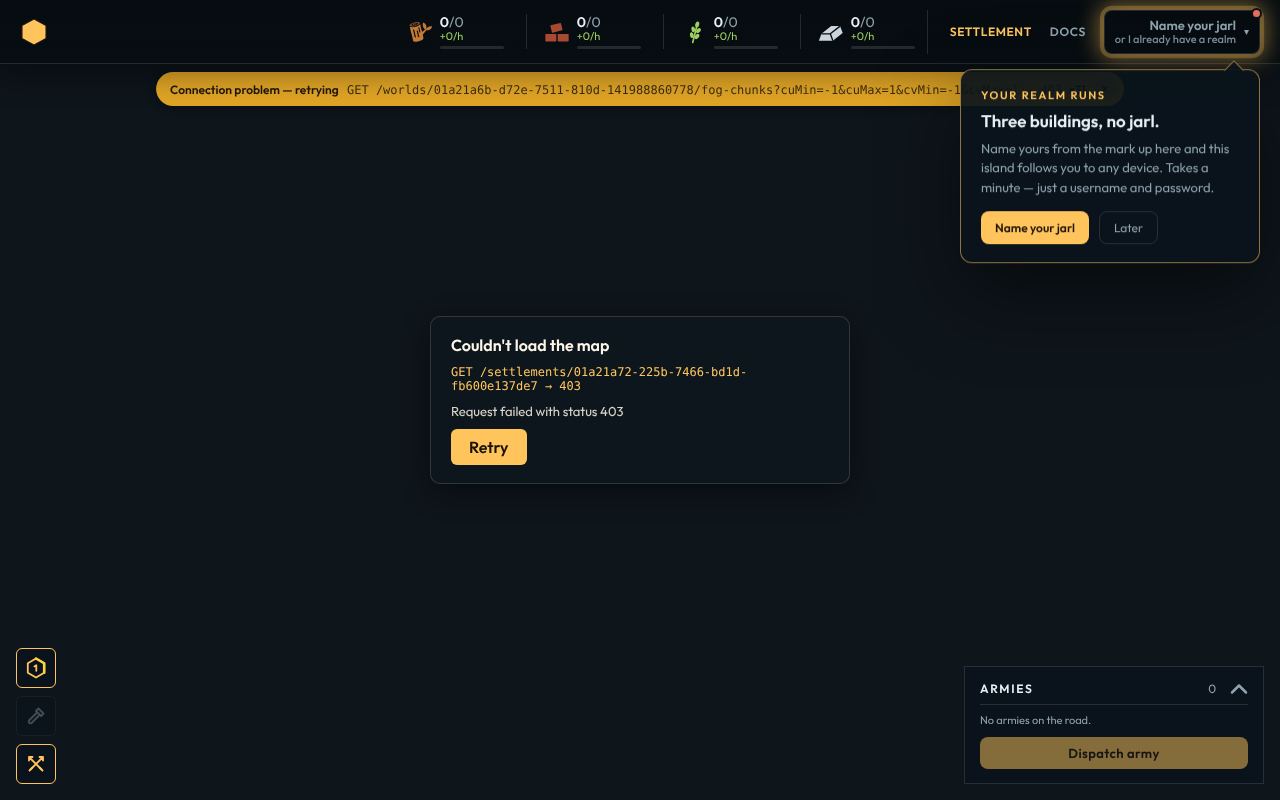 0/0
+0/h
0/0
+0/h
0/0
+0/h
0/0
+0/h
SETTLEMENT
DOCS
Name your jarl
or I already have a realm
Connection problem — retrying GET /worlds/01a21a6b-d72e-7511-810d-141988860778/fog-chunks?cuMin=-1&cuMax=1&cvMin=-1
YOUR REALM RUNS
Three buildings, no jarl.
Name yours from the mark up here and this
island follows you to any device. Takes a
minute — just a username and password.
Name your jarl
Later
Couldn't load the map
GET /settlements/01a21a72-225b-7466-bd1d-
fb600e137de7 → 403
Request failed with status 403
Retry
1
ARMIES
0
No armies on the road.
Dispatch army